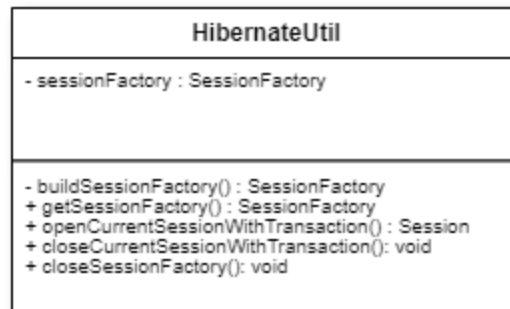 HibernateUtil
- sessionFactory : SessionFactory
- buildSessionFactory() : SessionFactory
+ getSessionFactory() : SessionFactory
+ openCurrentSessionWithTransaction() : Session
+ closeCurrentSessionWithTransaction(): void
+ closeSessionFactory(): void